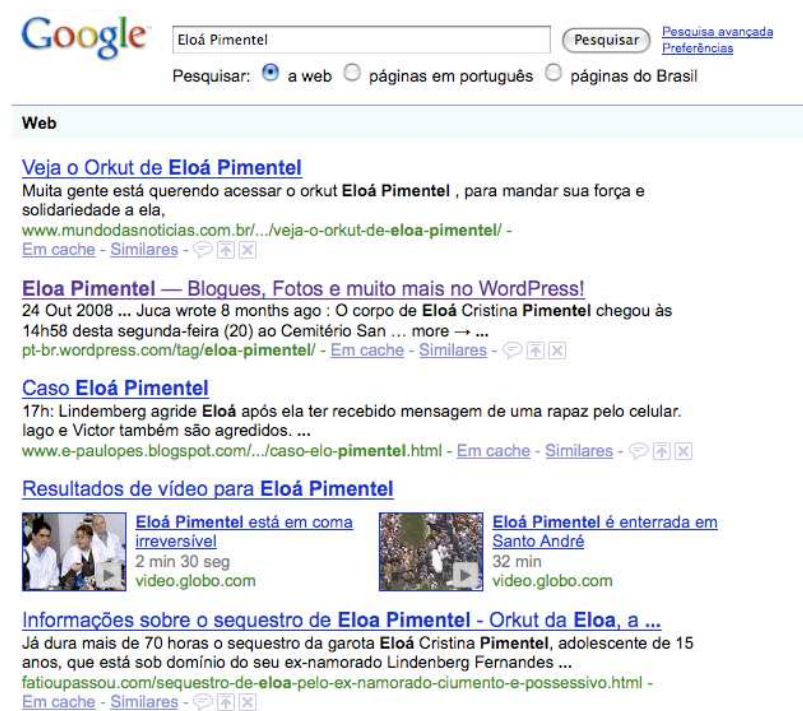 Google
Eloá Pimentel
Pesquisar
Pesquisa avançada
Preferências
Pesquisar: a web páginas em português páginas do Brasil
Web
Veja o Orkut de Eloá Pimentel
Muita gente está querendo acessar o orkut Eloá Pimentel , para mandar sua força e
solidariedade a ela,
www.mundodasnoticias.com.br/.../veja-o-orkut-de-eloa-pimentel/ -
Em cache - Similares -
Eloa Pimentel — Blogues, Fotos e muito mais no WordPress!
24 Out 2008 ... Juca wrote 8 months ago : O corpo de Eloá Cristina Pimentel chegou às
14h58 desta segunda-feira (20) ao Cemitério San … more → ...
pt-br.wordpress.com/tag/eloa-pimentel/ - Em cache - Similares -
Caso Eloá Pimentel
17h: Lindemberg agride Eloá após ela ter recebido mensagem de uma rapaz pelo celular.
Iago e Victor também são agredidos. ...
www.e-paulopes.blogspot.com/.../caso-elo-pimentel.html - Em cache - Similares -
Resultados de vídeo para Eloá Pimentel
Eloá Pimentel está em coma
irreversível
2 min 30 seg
video.globo.com
Eloá Pimentel é enterrada em
Santo André
32 min
video.globo.com
Informações sobre o sequestro de Eloa Pimentel - Orkut da Eloa, a ...
Já dura mais de 70 horas o sequestro da garota Eloá Cristina Pimentel, adolescente de 15
anos, que está sob domínio do seu ex-namorado Lindenberg Fernandes ...
fatioupassou.com/sequestro-de-eloa-pelo-ex-namorado-ciumento-e-possessivo.html -
Em cache - Similares -